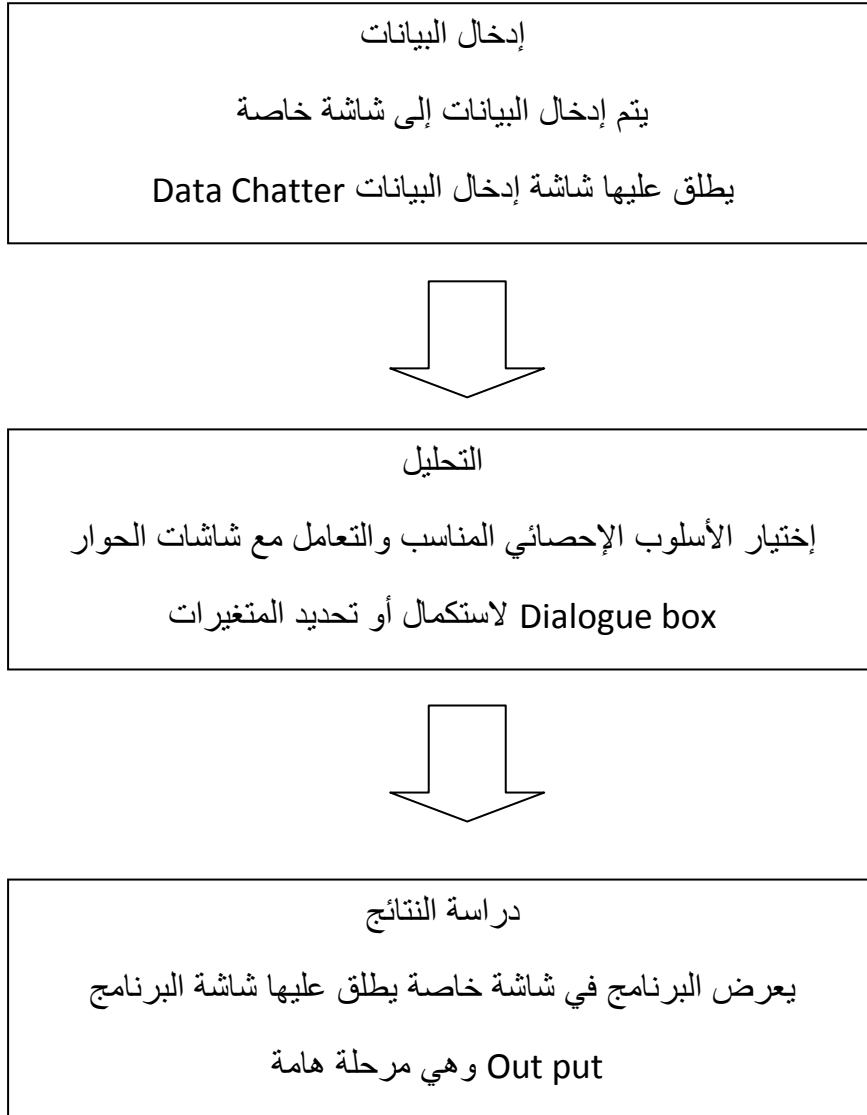 إدخال البيانات
يتم إدخال البيانات إلى شاشة خاصة
يطلق عليها شاشة إدخال البيانات Data Chatter
التحليل
إختيار الأسلوب الإحصائي المناسب والتعامل مع شاشات الحوار
Dialogue box لاستكمال أو تحديد المتغيرات
دراسة النتائج
يعرض البرنامج في شاشة خاصة يطلق عليها شاشة البرنامج
Out put وهي مرحلة هامة